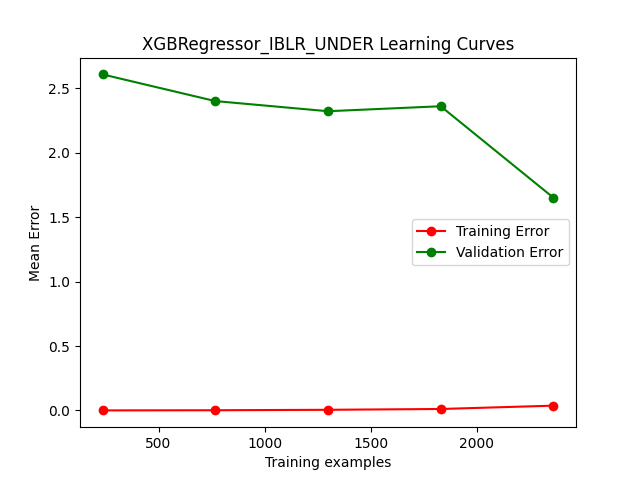 XGBRegressor_IBLR_UNDER Learning Curves
Mean Error
2.5
2.0
1.5
1.0
0.5
0.0
Training Error
Validation Error
500
1000
1500
2000
Training examples